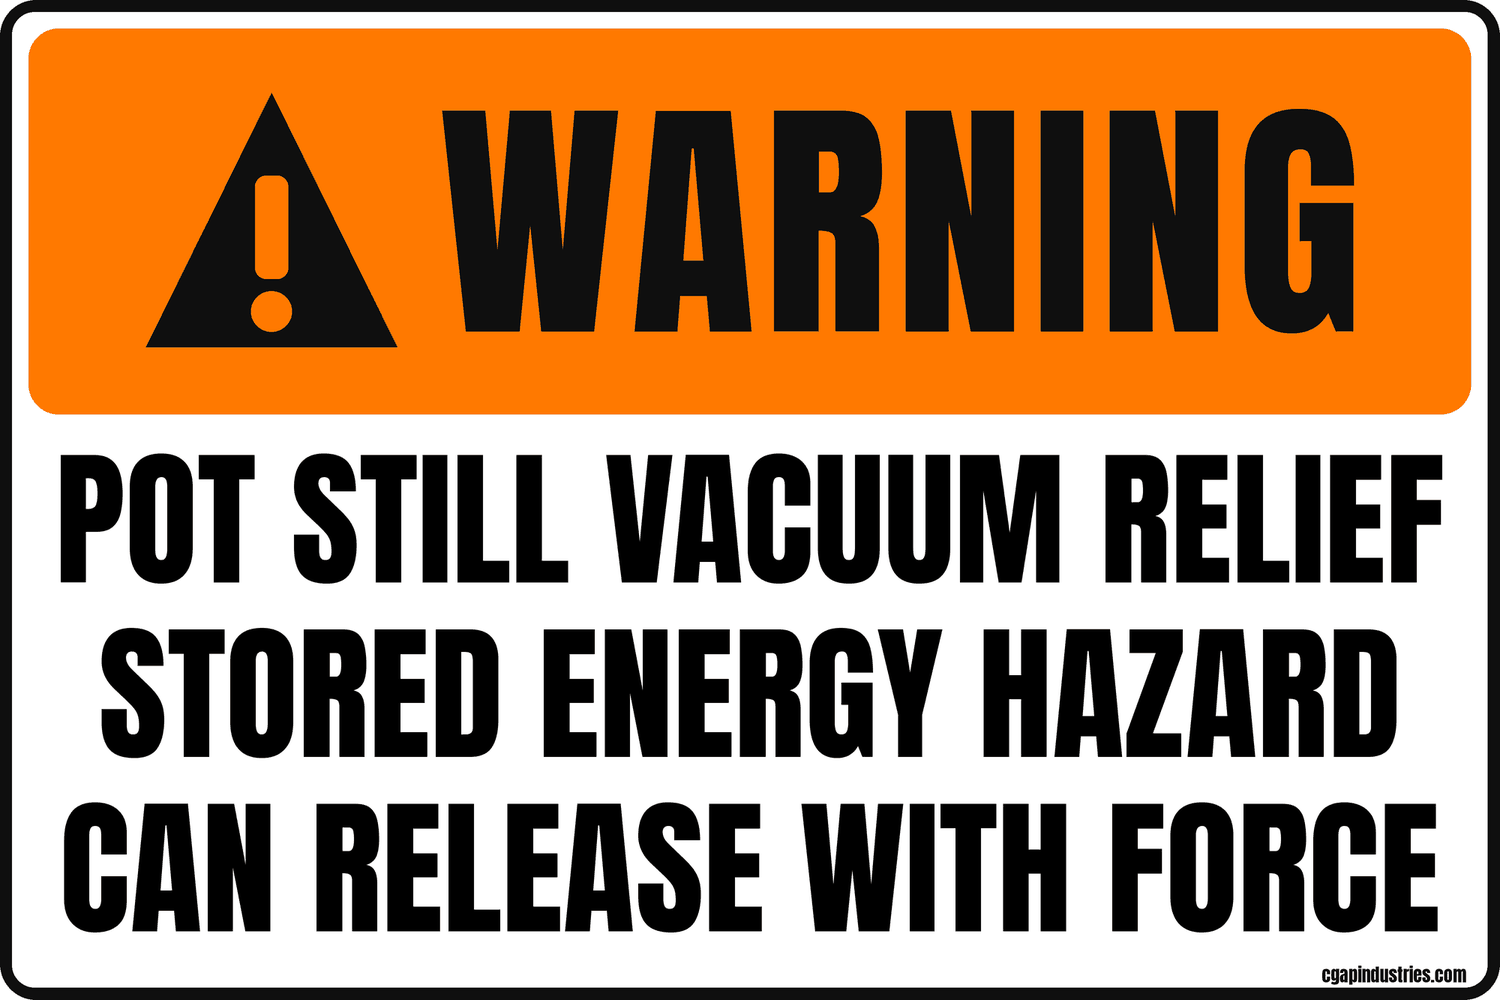 WARNING
POT STILL VACUUM RELIEF
STORED ENERGY HAZARD
CAN RELEASE WITH FORCE
cgapindustries.com